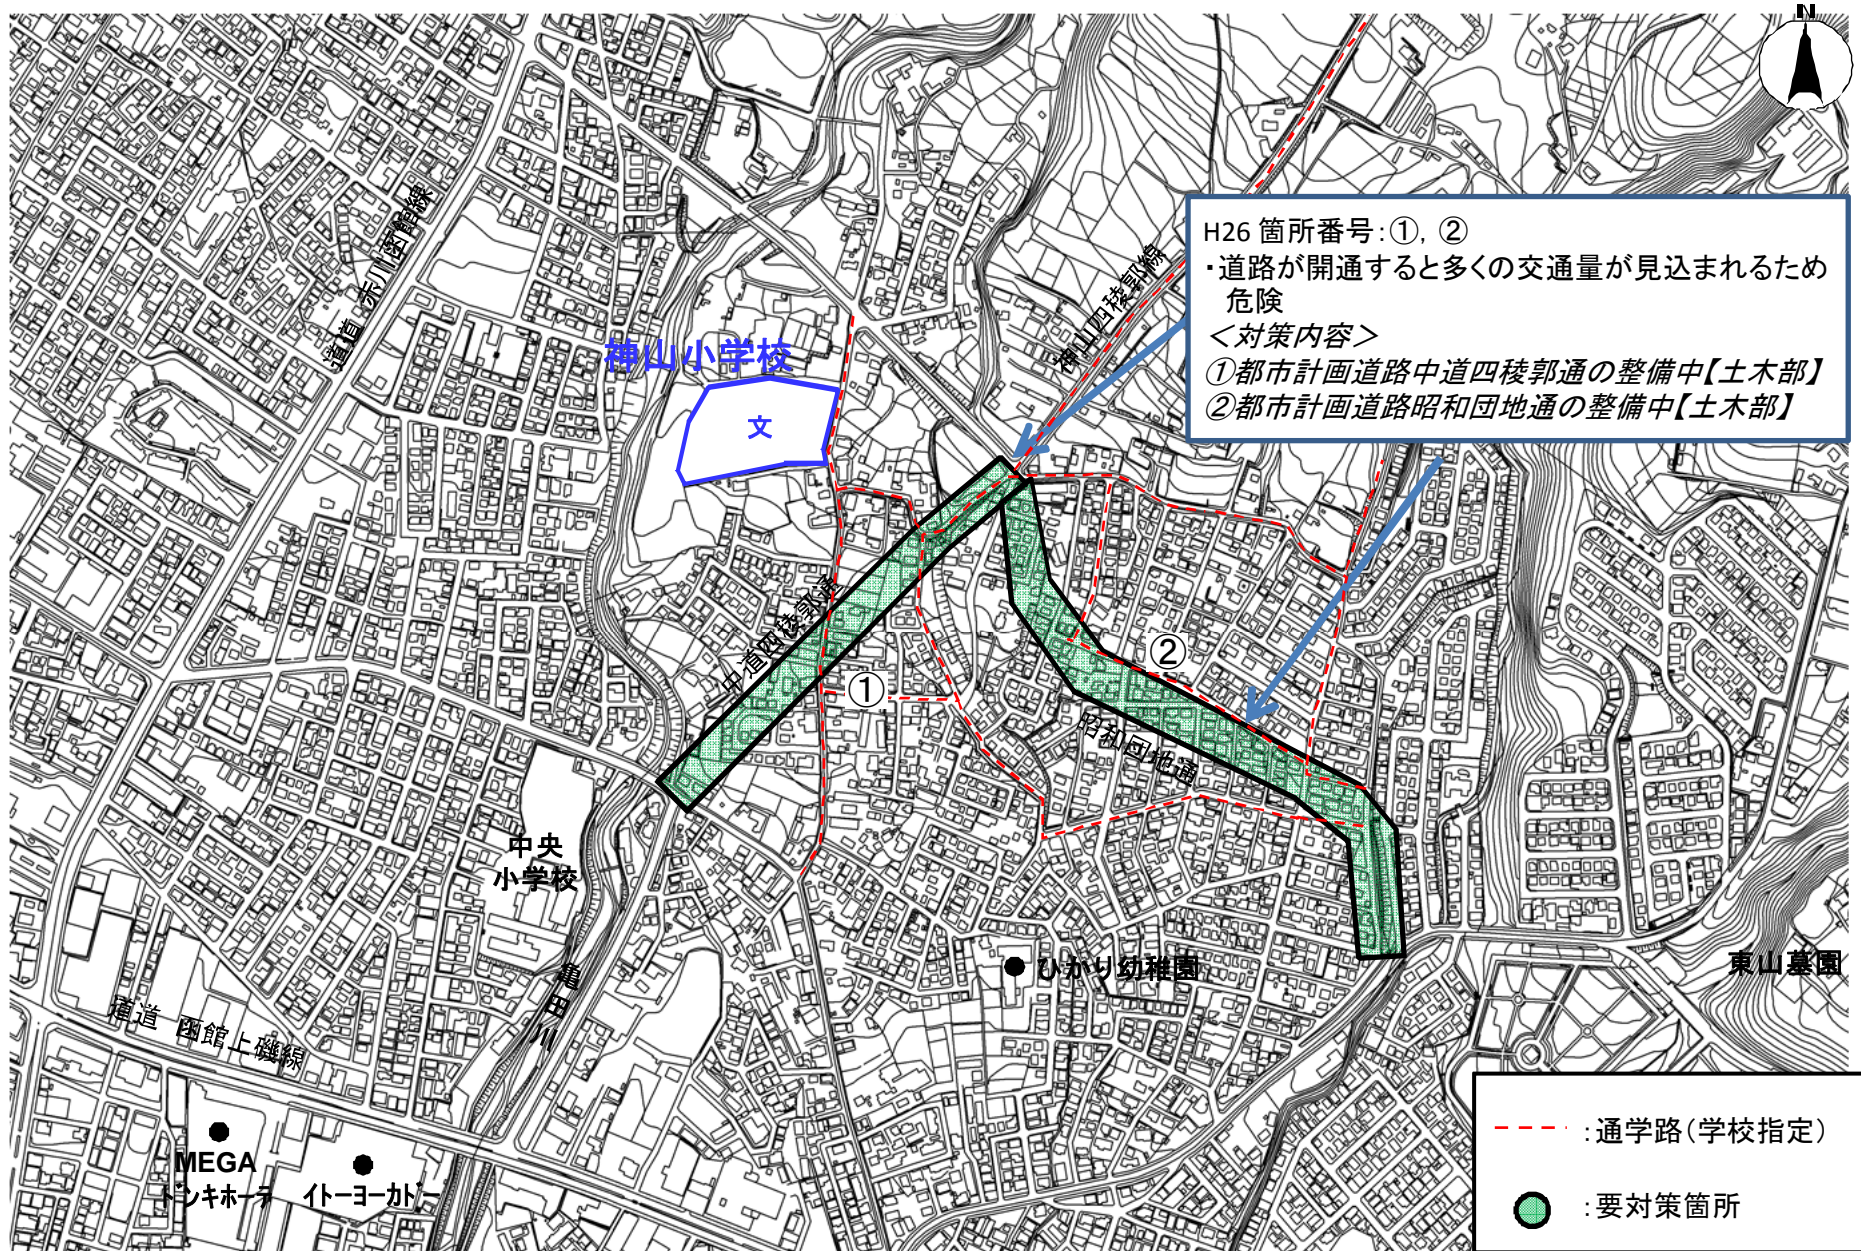 N
道道 赤川函館線
H26 箇所番号:①, ②
・道路が開通すると多くの交通量が見込まれるため
危険
＜対策内容＞
①都市計画道路中道四稜郭通の整備中【土木部】
②都市計画道路昭和団地通の整備中【土木部】
神山四稜郭線
神山小学校
文
中道四稜郭通
①
②
昭和団地通
中央
小学校
亀田川
ひかり幼稚園
東山墓園
道道 函館上磯線
MEGA
ドンキホーテ
イトーヨーカドー
:通学路(学校指定)
:要対策箇所